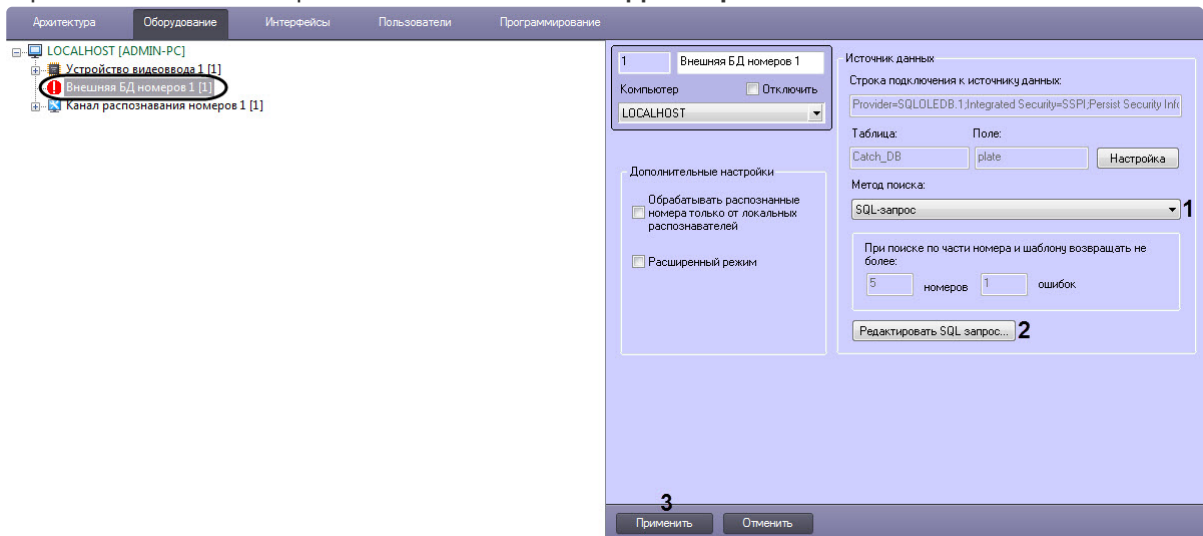 Архитектура Оборудование Интерфейсы Пользователи Программирование
LOCALHOST [ADMIN-PC]
Устройство видеоввода 1 [1]
Внешняя БД номеров 1 [1]
Канал распознавания номеров 1 [1]
1 Внешняя БД номеров 1
Компьютер Отключить
LOCALHOST
Дополнительные настройки
Обрабатывать распознанные
номера только от локальных
распознавателей
Расширенный режим
Источник данных
Строка подключения к источнику данных:
Provider=SQLOLEDB.1;Integrated Security=SSPI;Persist Security Info
Таблица: Поле:
Catch_DB plate Настройка
Метод поиска:
SQL-запрос 1
При поиске по части номера и шаблону возвращать не
более:
5 номеров 1 ошибок
Редактировать SQL запрос... 2
3
Применить Отменить